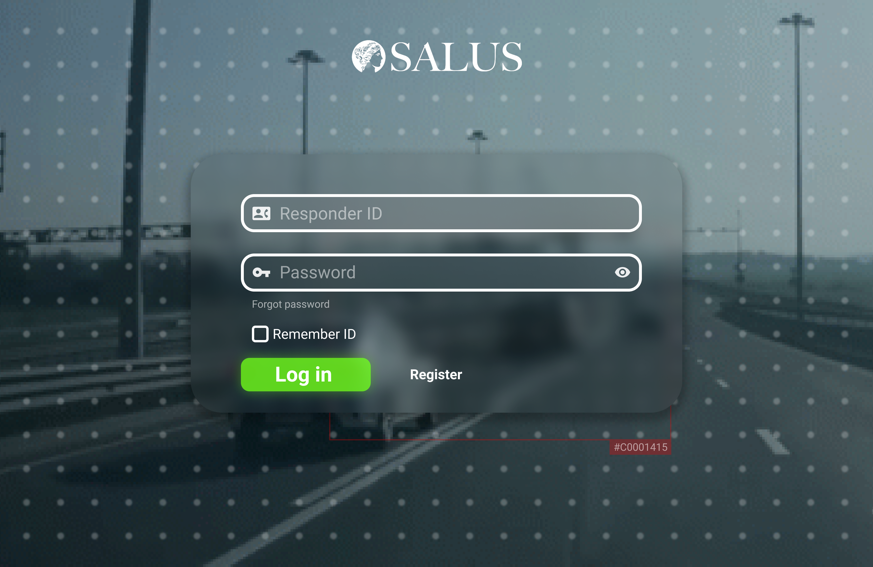 SALUS
Responder ID
Password
Forgot password
Remember ID
Log in
Register
#C0001415